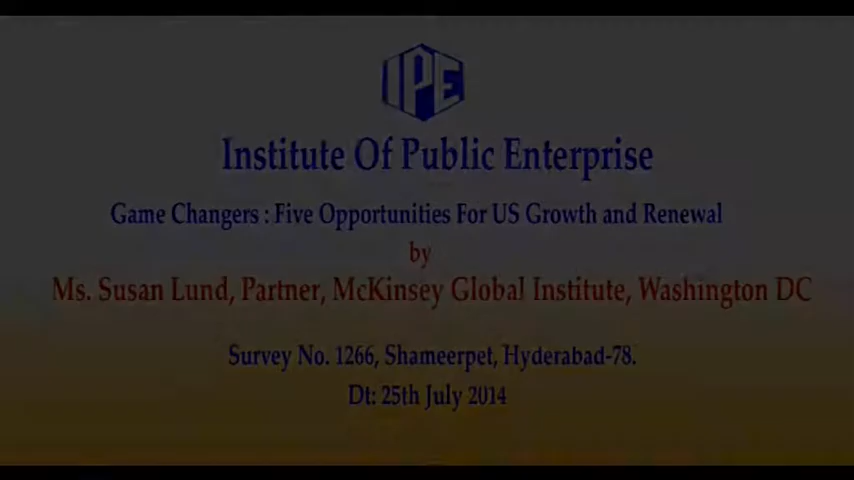 IPE
Institute Of Public Enterprise
Game Changers : Five Opportunities For US Growth and Renewal
by
Ms. Susan Lund, Partner, McKinsey Global Institute, Washington DC
Survey No. 1266, Shameerpet, Hyderabad-78.
Dt: 25th July 2014